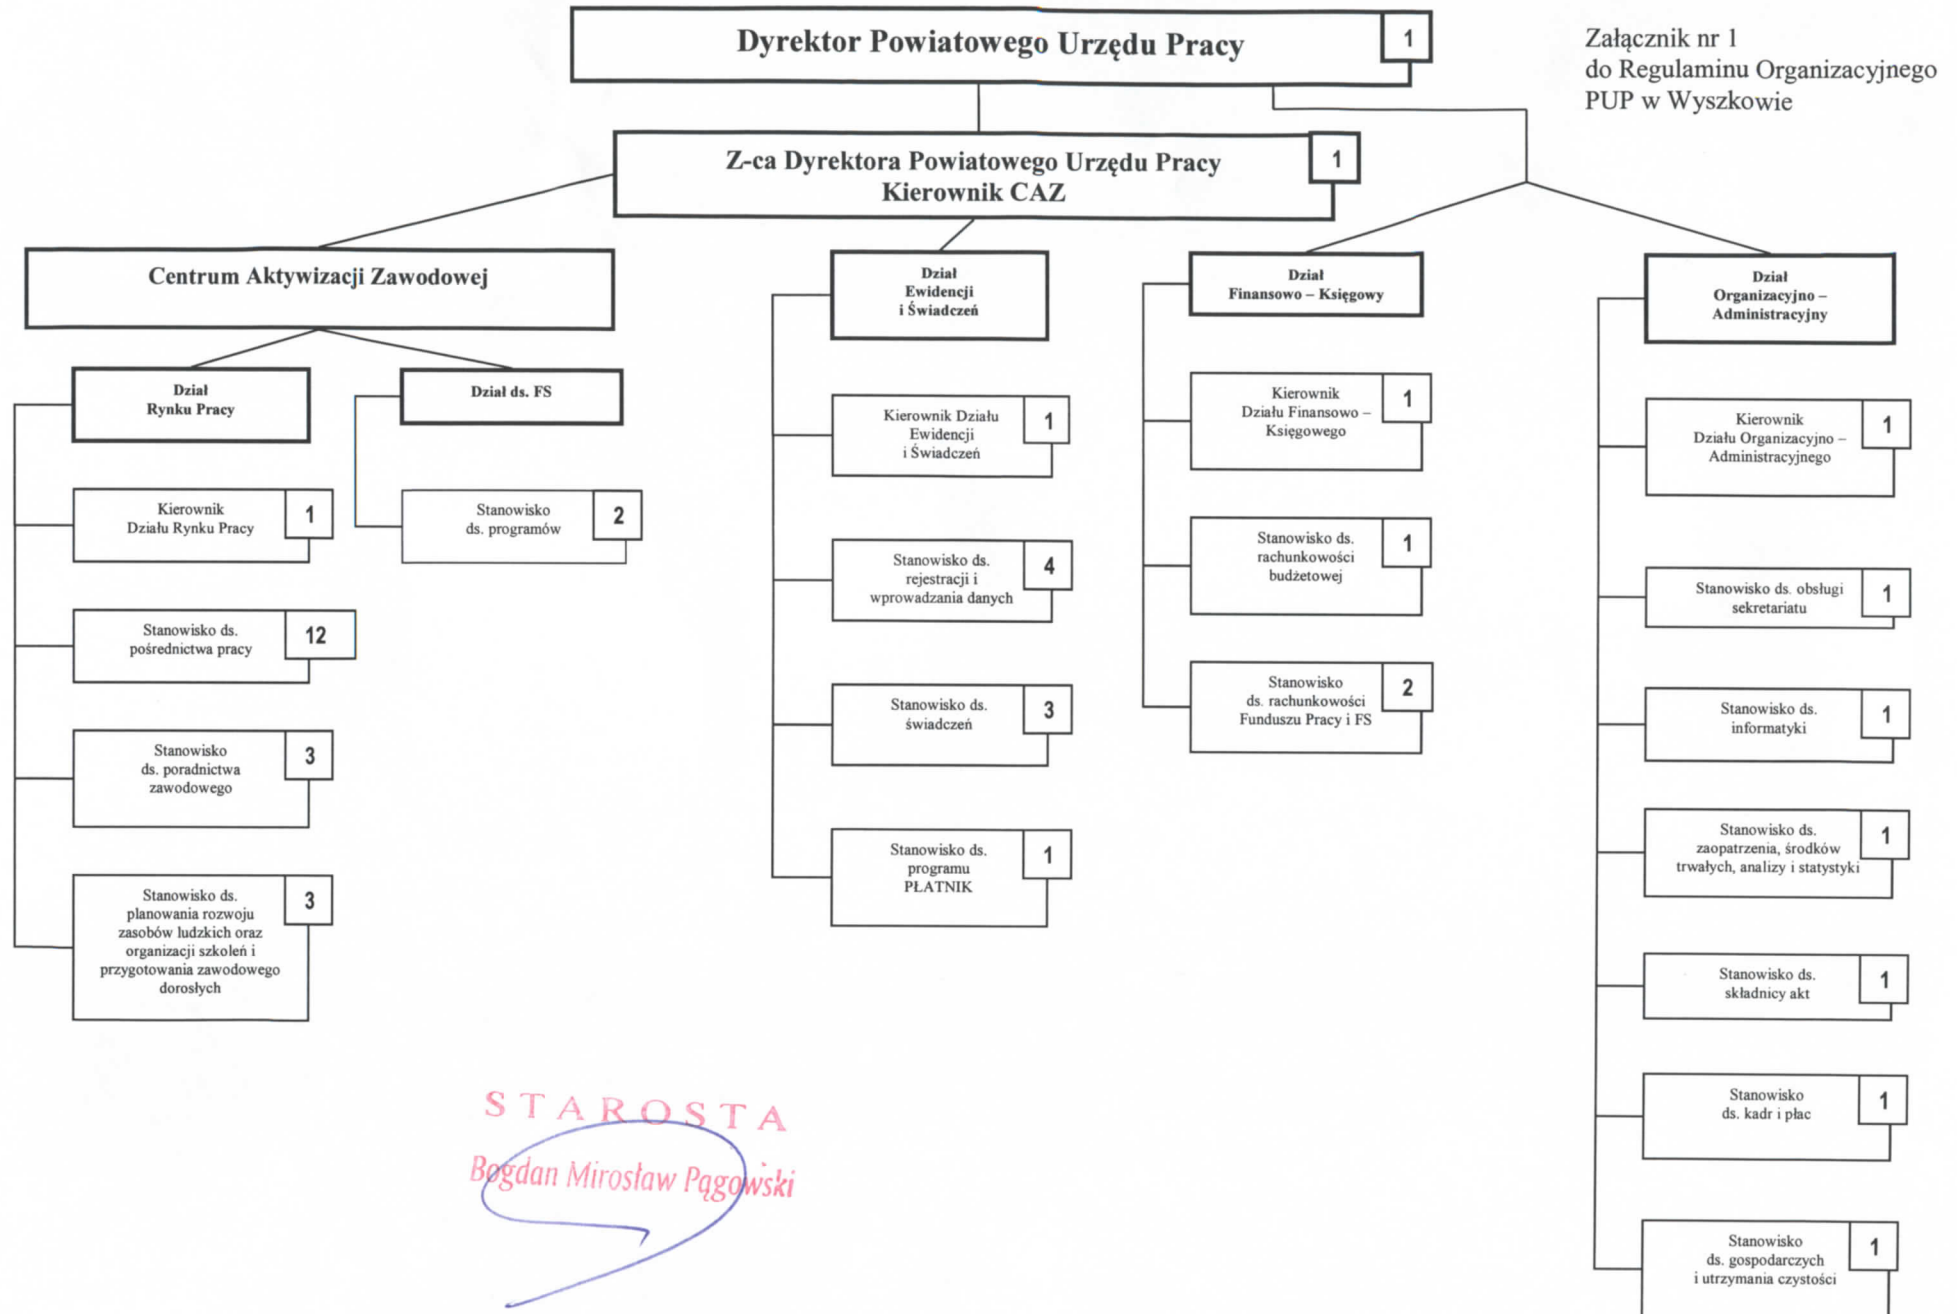 Dyrektor Powiatowego Urzędu Pracy
1
Załącznik nr 1
do Regulaminu Organizacyjnego
PUP w Wyszkowie
Z-ca Dyrektora Powiatowego Urzędu Pracy
Kierownik CAZ
1
Centrum Aktywizacji Zawodowej
Dział
Rynku Pracy
Kierownik
Działu Rynku Pracy
1
Stanowisko ds.
pośrednictwa pracy
12
Stanowisko
ds. poradnictwa
zawodowego
3
Stanowisko ds.
planowania rozwoju
zasobów ludzkich oraz
organizacji szkoleń i
przygotowania zawodowego
dorosłych
3
Dział ds. FS
Stanowisko
ds. programów
2
Dział
Ewidencji
i Świadczeń
Kierownik Działu
Ewidencji
i Świadczeń
1
Stanowisko ds.
rejestracji i
wprowadzania danych
4
Stanowisko ds.
świadczeń
3
Stanowisko ds.
programu
PŁATNIK
1
Dział
Finansowo – Księgowy
Kierownik
Działu Finansowo –
Księgowego
1
Stanowisko ds.
rachunkowości
budżetowej
1
Stanowisko
ds. rachunkowości
Funduszu Pracy i FS
2
Dział
Organizacyjno –
Administracyjny
Kierownik
Działu Organizacyjno –
Administracyjnego
1
Stanowisko ds. obsługi
sekretariatu
1
Stanowisko ds.
informatyki
1
Stanowisko ds.
zaopatrzenia, środków
trwałych, analizy i statystyki
1
Stanowisko ds.
składnicy akt
1
Stanowisko
ds. kadr i płac
1
Stanowisko
ds. gospodarczych
i utrzymania czystości
1
STAROSTA
Bogdan Mirosław Pągowski